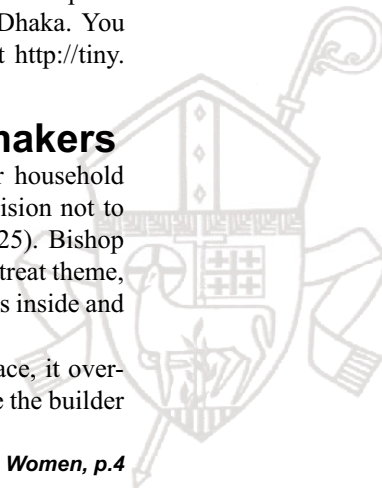 Dhaka. You
t http://tiny.
makers
household
ision not to
25). Bishop
treat theme,
s inside and
ace, it over-
e the builder
Women, p.4